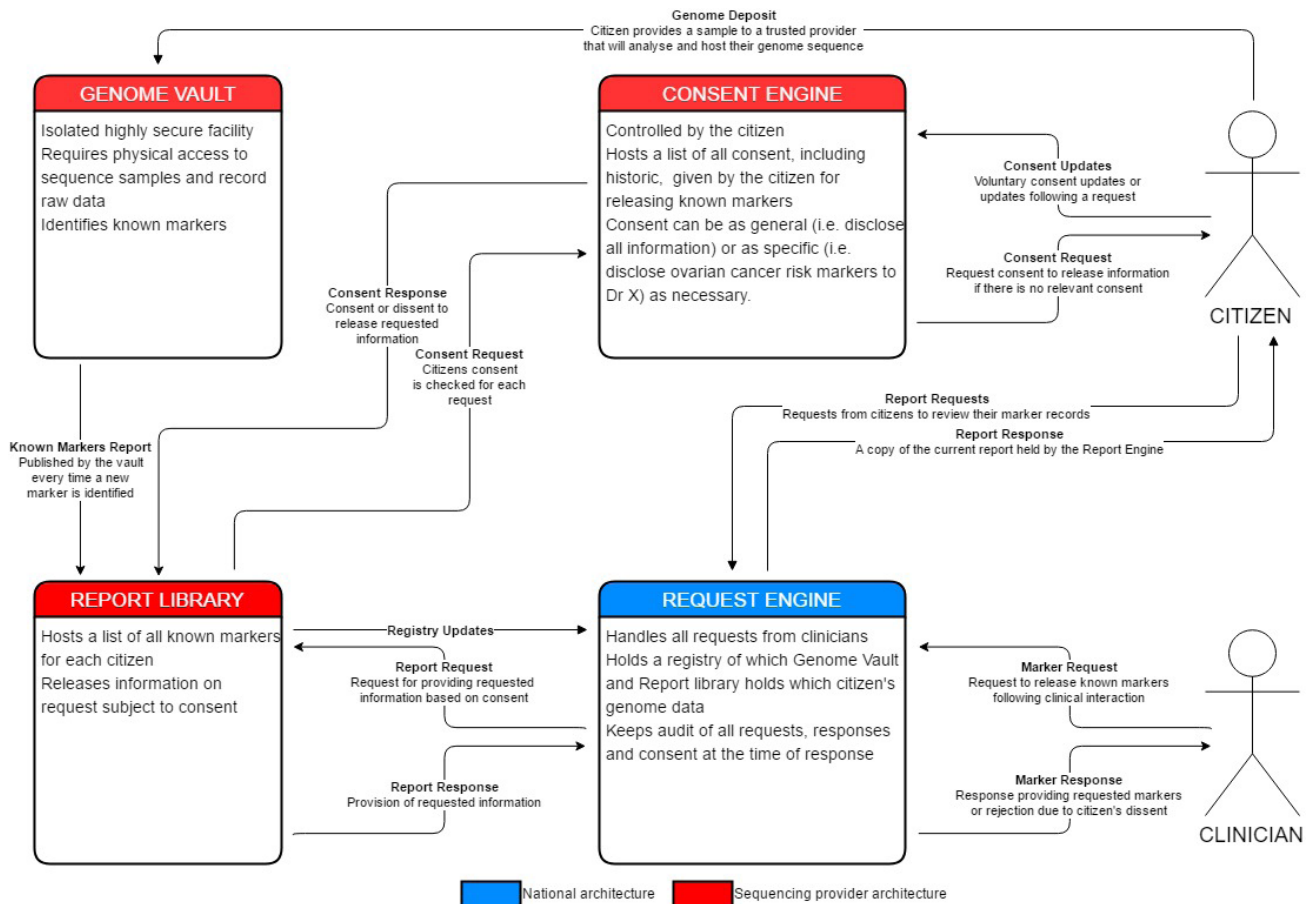 Genome Deposit
Citizen provides a sample to a trusted provider
that will analyse and host their genome sequence
GENOME VAULT
Isolated highly secure facility
Requires physical access to
sequence samples and record
raw data
Identifies known markers
CONSENT ENGINE
Controlled by the citizen
Hosts a list of all consent, including
historic, given by the citizen for
releasing known markers
Consent can be as general (i.e. disclose
all information) or as specific (i.e.
disclose ovarian cancer risk markers to
Dr X) as necessary.
Consent Updates
Voluntary consent updates or
updates following a request
Consent Request
Request consent to release information
if there is no relevant consent
CITIZEN
Consent Response
Consent or dissent to
release requested
information
Consent Request
Citizens consent
is checked for each
request
Report Requests
Requests from citizens to review their marker records
Report Response
A copy of the current report held by the Report Engine
Known Markers Report
Published by the vault
every time a new
marker is identified
REPORT LIBRARY
Hosts a list of all known markers
for each citizen
Releases information on
request subject to consent
Registry Updates
Report Request
Request for providing requested
information based on consent
Report Response
Provision of requested information
REQUEST ENGINE
Handles all requests from clinicians
Holds a registry of which Genome Vault
and Report library holds which citizen's
genome data
Keeps audit of all requests, responses
and consent at the time of response
Marker Request
Request to release known markers
following clinical interaction
Marker Response
Response providing requested markers
or rejection due to citizen's dissent
CLINICIAN
National architecture
Sequencing provider architecture